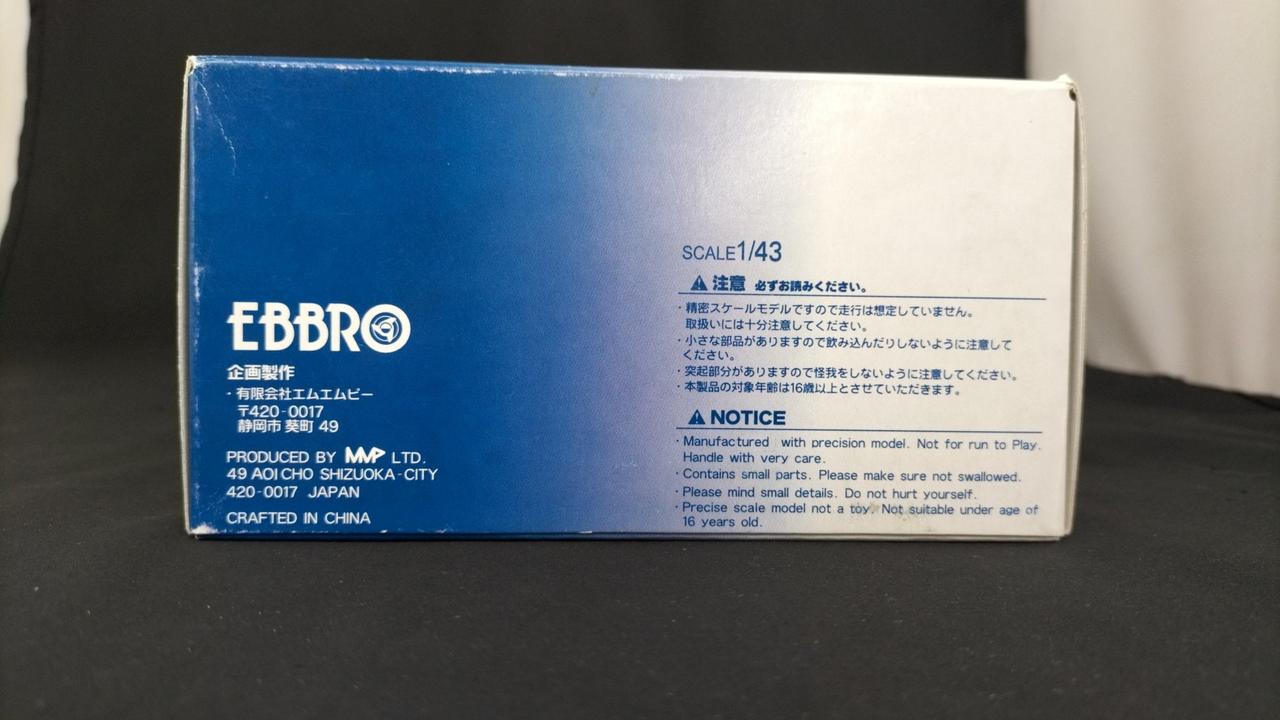 EBBRO
企画製作
・有限会社エムエムピー
〒420-0017
静岡市 葵町 49
PRODUCED BY MMP LTD.
49 AOI CHO SHIZUOKA-CITY
420-0017 JAPAN
CRAFTED IN CHINA
SCALE1/43
注意 必ずお読みください。
・精密スケールモデルですので走行は想定していません。
取扱いには十分注意してください。
・小さな部品がありますので飲み込んだりしないように注意して
ください。
・突起部分がありますので怪我をしないように注意してください。
・本製品の対象年齢は16歳以上とさせていただきます。
NOTICE
・Manufactured with precision model. Not for run to Play.
Handle with very care.
・Contains small parts. Please make sure not swallowed.
・Please mind small details. Do not hurt yourself.
・Precise scale model not a toy. Not suitable under age of
16 years old.